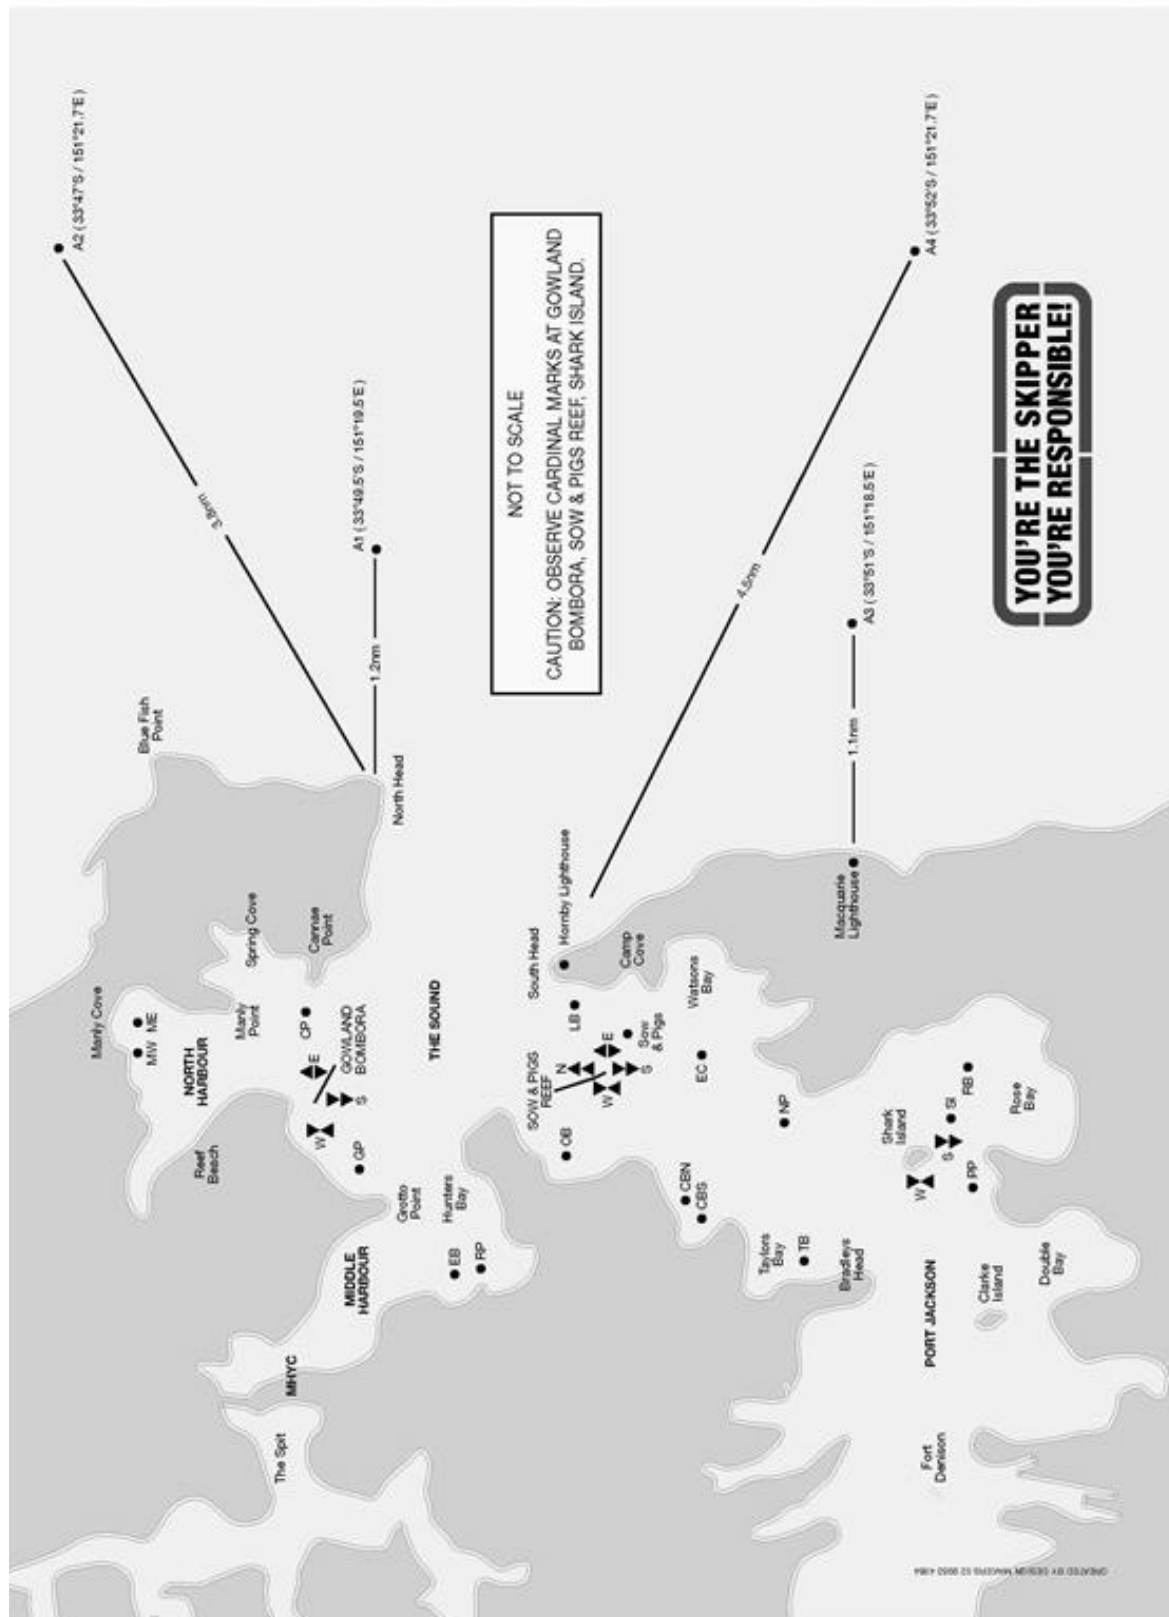 A2 ( 33°47'S / 151°21.7'E )
3.8nm
Blue Fish
Point
A1 ( 33°49.5'S / 151°19.5'E )
1.2nm
North Head
Manly Cove
MW
ME
NORTH
HARBOUR
Reef
Beach
Manly
Point
Spring Cove
Cannae
Point
CP
E
GOWLAND
BOMBORA
S
W
GP
THE SOUND
NOT TO SCALE
CAUTION: OBSERVE CARDINAL MARKS AT GOWLAND
BOMBORA, SOW & PIGS REEF, SHARK ISLAND.
Grotto
Point
Hunters
Bay
MIDDLE
HARBOUR
EB
RP
MHYC
The Spit
South Head
Hornby Lighthouse
LB
Camp
Cove
SOW & PIGS
REEF
N
E
W
S
Sow
& Pigs
OB
EC
Watsons
Bay
CBN
CBS
NP
Taylors
Bay
TB
Bradleys
Head
4.5nm
A4 ( 33°52'S / 151°21.7'E )
Macquarie
Lighthouse
1.1nm
A3 ( 33°51'S / 151°18.5'E )
Shark
Island
W
S
SI
PP
RB
Rose
Bay
PORT JACKSON
Clarke
Island
Double
Bay
Fort
Denison
YOU'RE THE SKIPPER
YOU'RE RESPONSIBLE!
CREATED BY DESIGN MAKERS 02